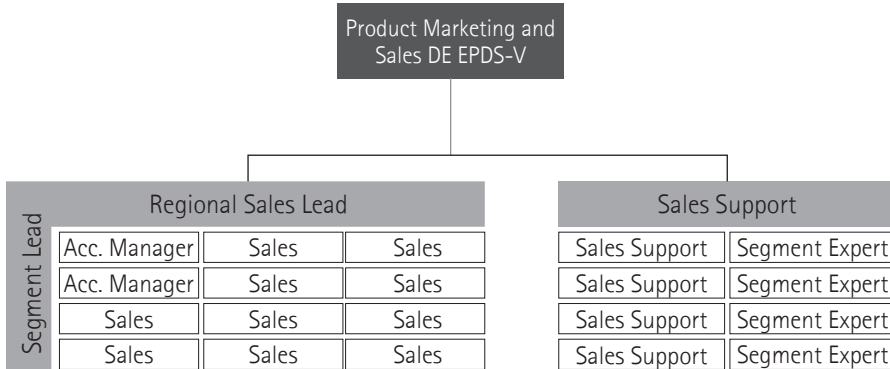 Product Marketing and
Sales DE EPDS-V
Regional Sales Lead
Segment Lead
Acc. Manager Sales Sales
Acc. Manager Sales Sales
Sales Sales Sales
Sales Sales Sales
Sales Support
Sales Support Segment Expert
Sales Support Segment Expert
Sales Support Segment Expert
Sales Support Segment Expert